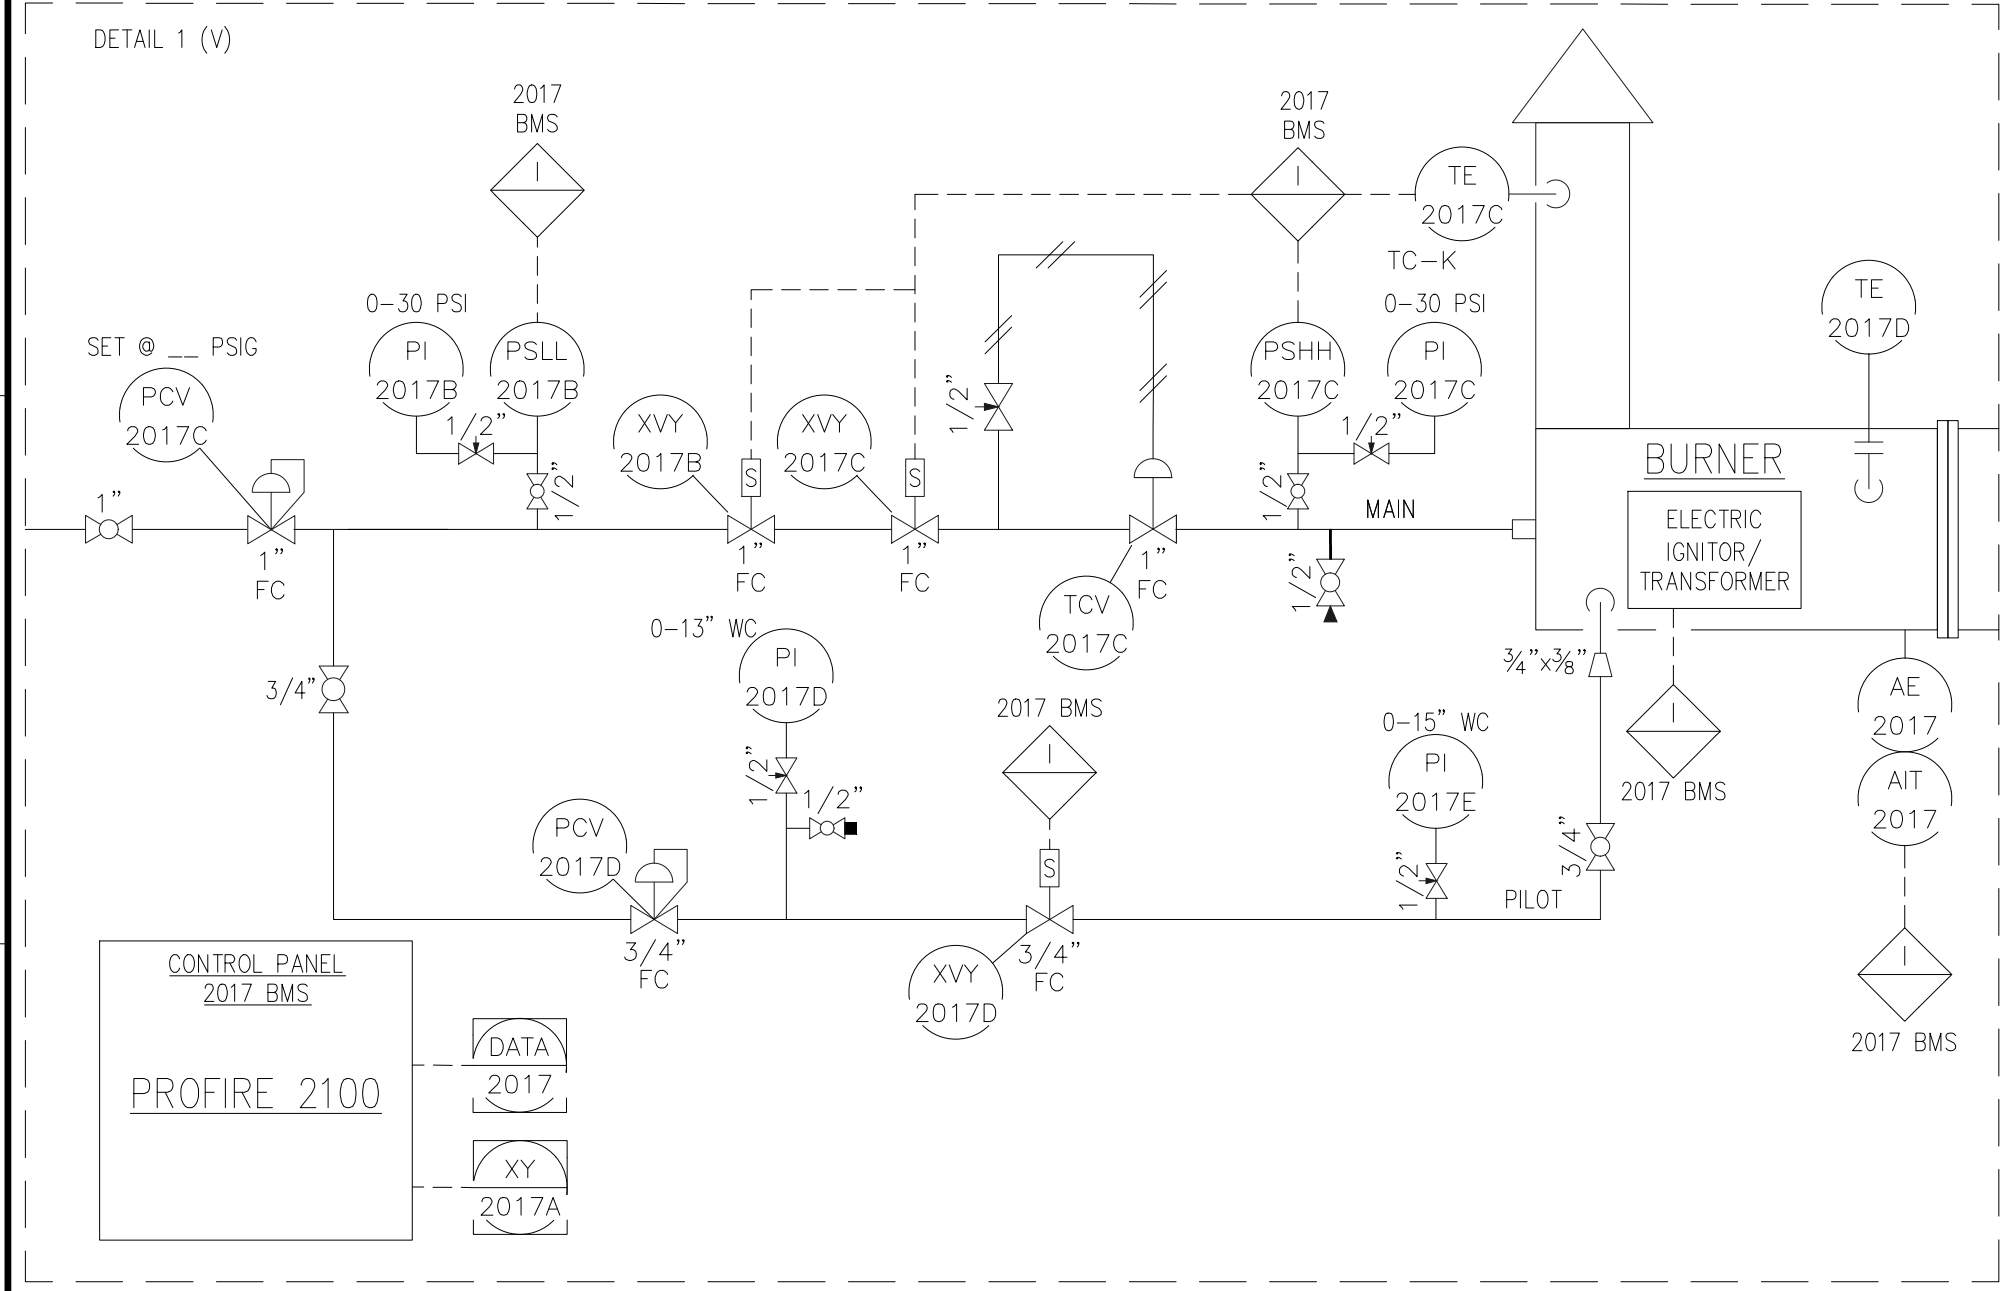 DETAIL 1 (V)
2017
BMS
2017
BMS
TE
2017C
TC-K
0-30 PSI
PI
2017B
PSLL
2017B
1/2"
1/2"
SET @ __ PSIG
PCV
2017C
1"
1"
FC
XVY
2017B
S
1"
FC
XVY
2017C
S
1"
FC
1/2"
TCV
2017C
1"
FC
PSHH
2017C
0-30 PSI
PI
2017C
1/2"
1/2"
MAIN
1/2"
TE
2017D
BURNER
ELECTRIC
IGNITOR/
TRANSFORMER
3/4"
0-13" WC
PI
2017D
1/2"
1/2"
PCV
2017D
3/4"
FC
2017 BMS
S
XVY
2017D
3/4"
FC
0-15" WC
PI
2017E
1/2"
PILOT
3/4"
¾"x⅜"
2017 BMS
AE
2017
AIT
2017
2017 BMS
CONTROL PANEL
2017 BMS
PROFIRE 2100
DATA
2017
XY
2017A